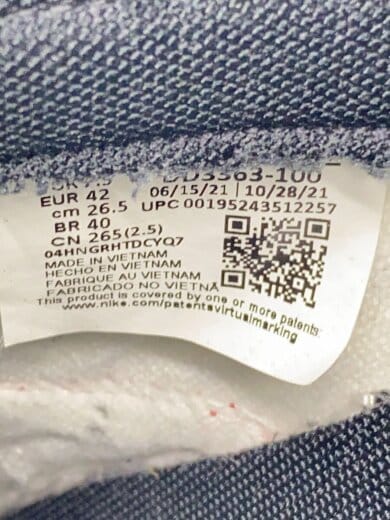 DD3363-100
EUR 42 06/15/21 | 10/28/21
cm 26.5 UPC 00195243512257
BR 40
CN 265(2.5)
04HNGRHTDCYQ7
MADE IN VIETNAM
HECHO EN VIETNAM
FABRIQUE AU VIETNAM
FABRICADO NO VIETNÃ
This product is covered by one or more patents:
www.nike.com/patentsvirtualmarking